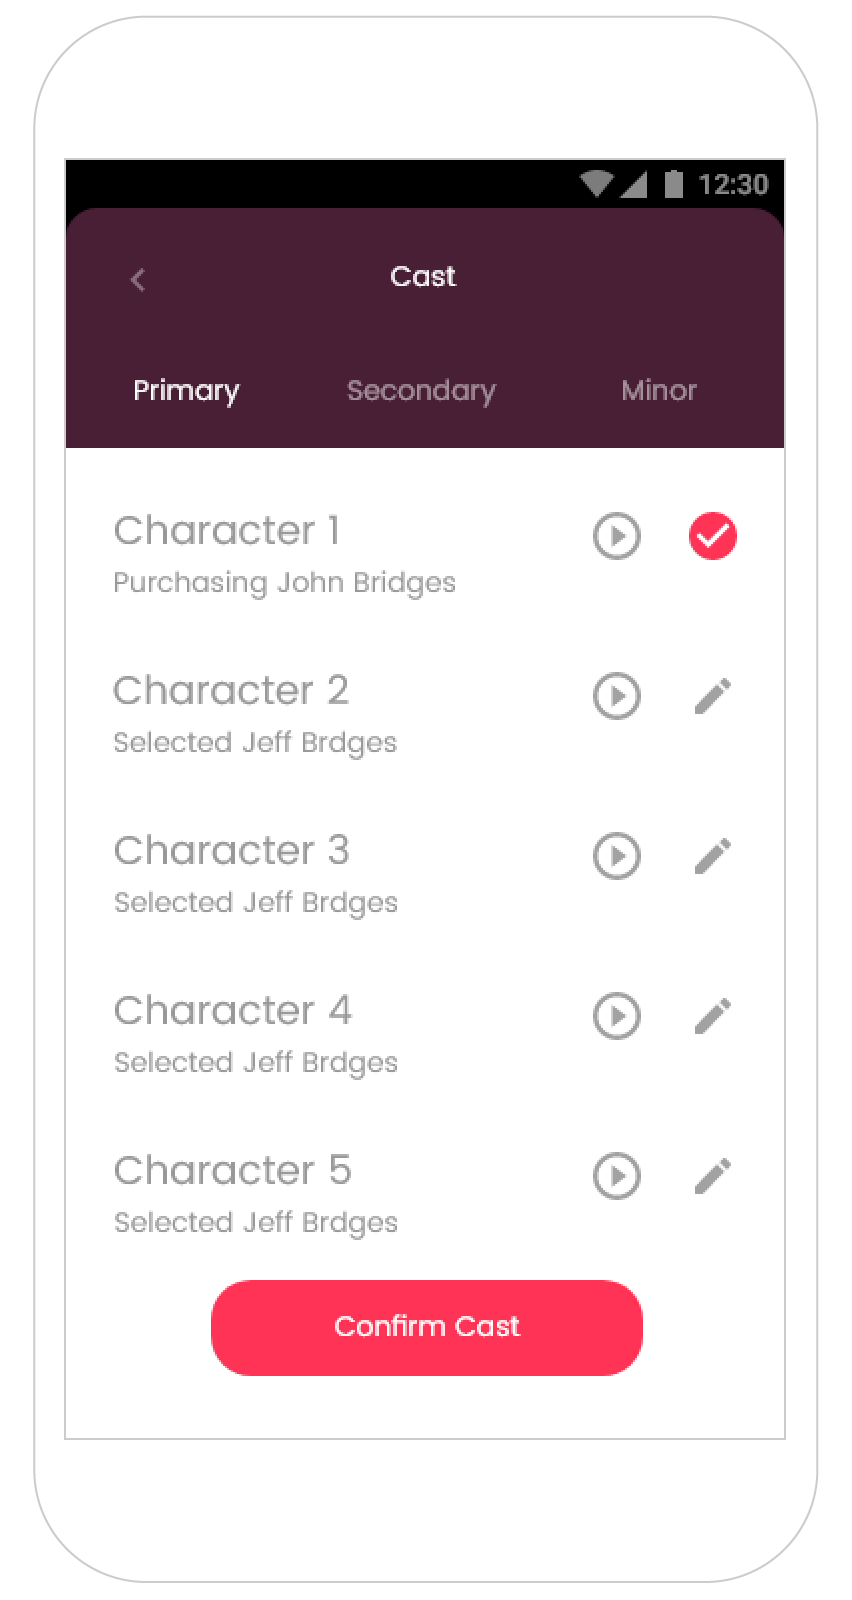 12:30
Cast
Primary Secondary Minor
Character 1
Purchasing John Bridges
Character 2
Selected Jeff Brdges
Character 3
Selected Jeff Brdges
Character 4
Selected Jeff Brdges
Character 5
Selected Jeff Brdges
Confirm Cast